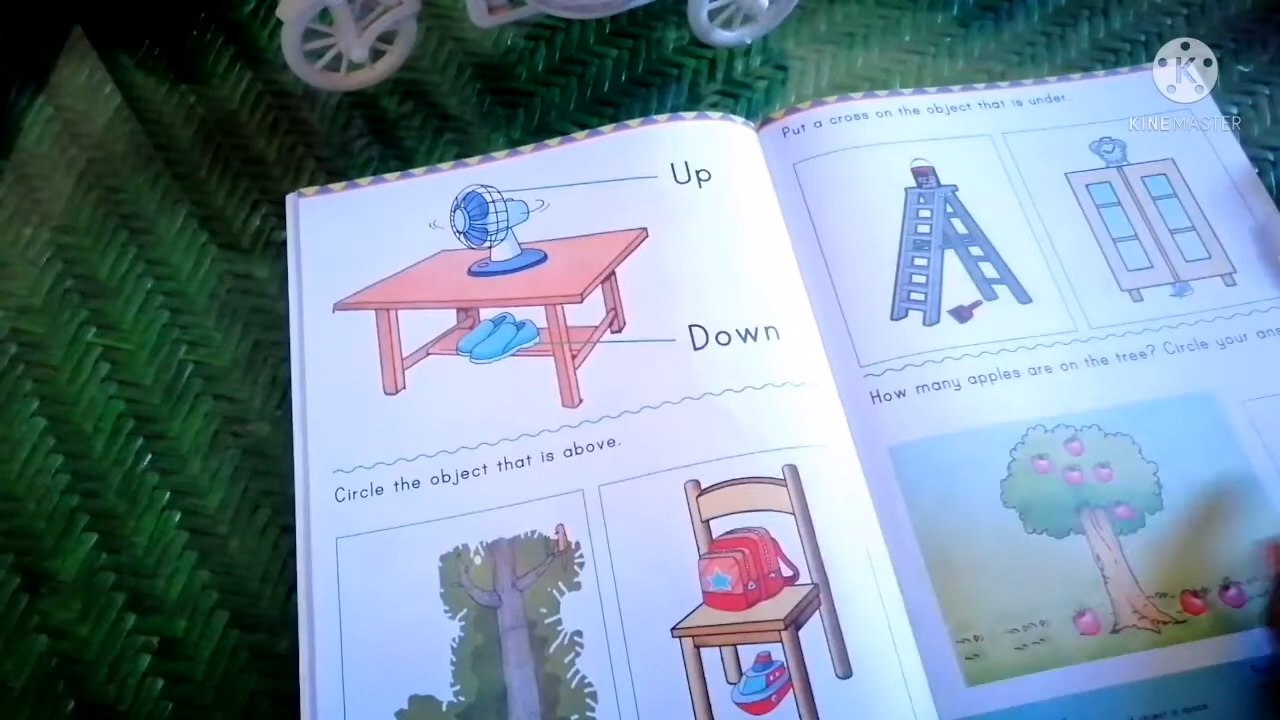 Up
Down
Circle the object that is above.
Put a cross on the object that is under.
How many apples are on the tree? Circle your
K
KINEMASTER